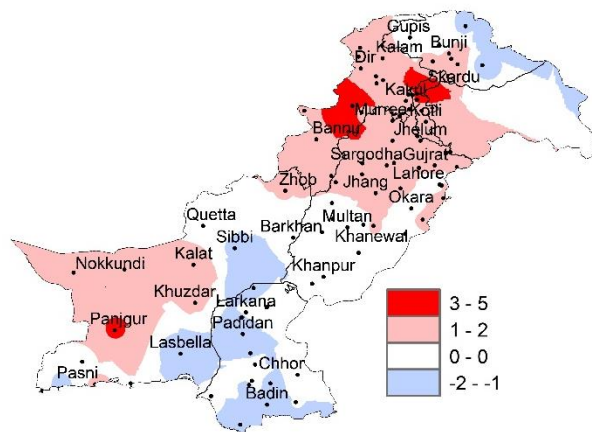 Gupis
Kalam
Bunji
Dir
Skardu
Kakul
Murree
Kotli
Bannu
Jhelum
Sargodha
Gujrat
Zhob
Jhang
Lahore
Okara
Quetta
Multan
Barkhan
Sibbi
Khanewal
Kalat
Nokkundi
Khanpur
Khuzdar
Larkana
Panjgur
Padidan
Lasbella
Pasni
Chhor
Badin
3 - 5
1 - 2
0 - 0
-2 - -1